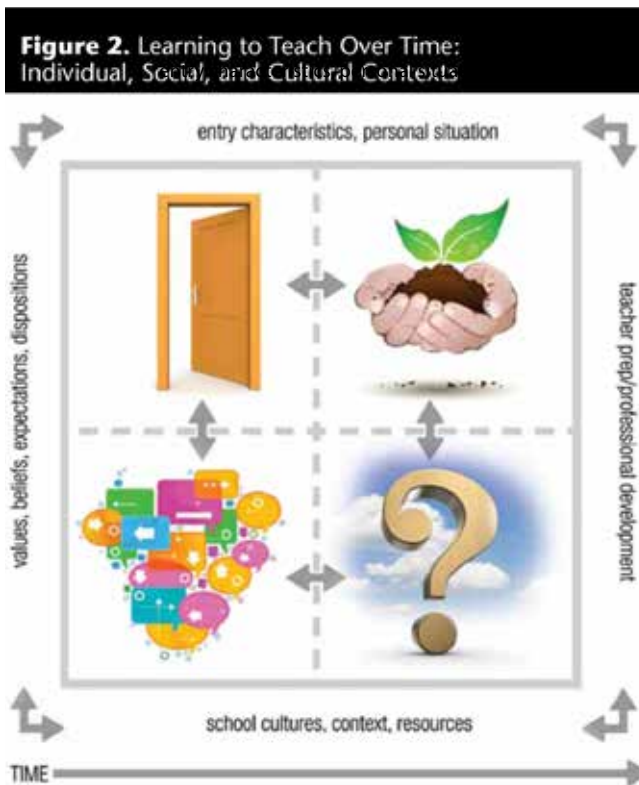 Figure 2. Learning to Teach Over Time:
Individual, Social, and Cultural Contexts
entry characteristics, personal situation
values, beliefs, expectations, dispositions
teacher prep/professional development
school cultures, context, resources
TIME